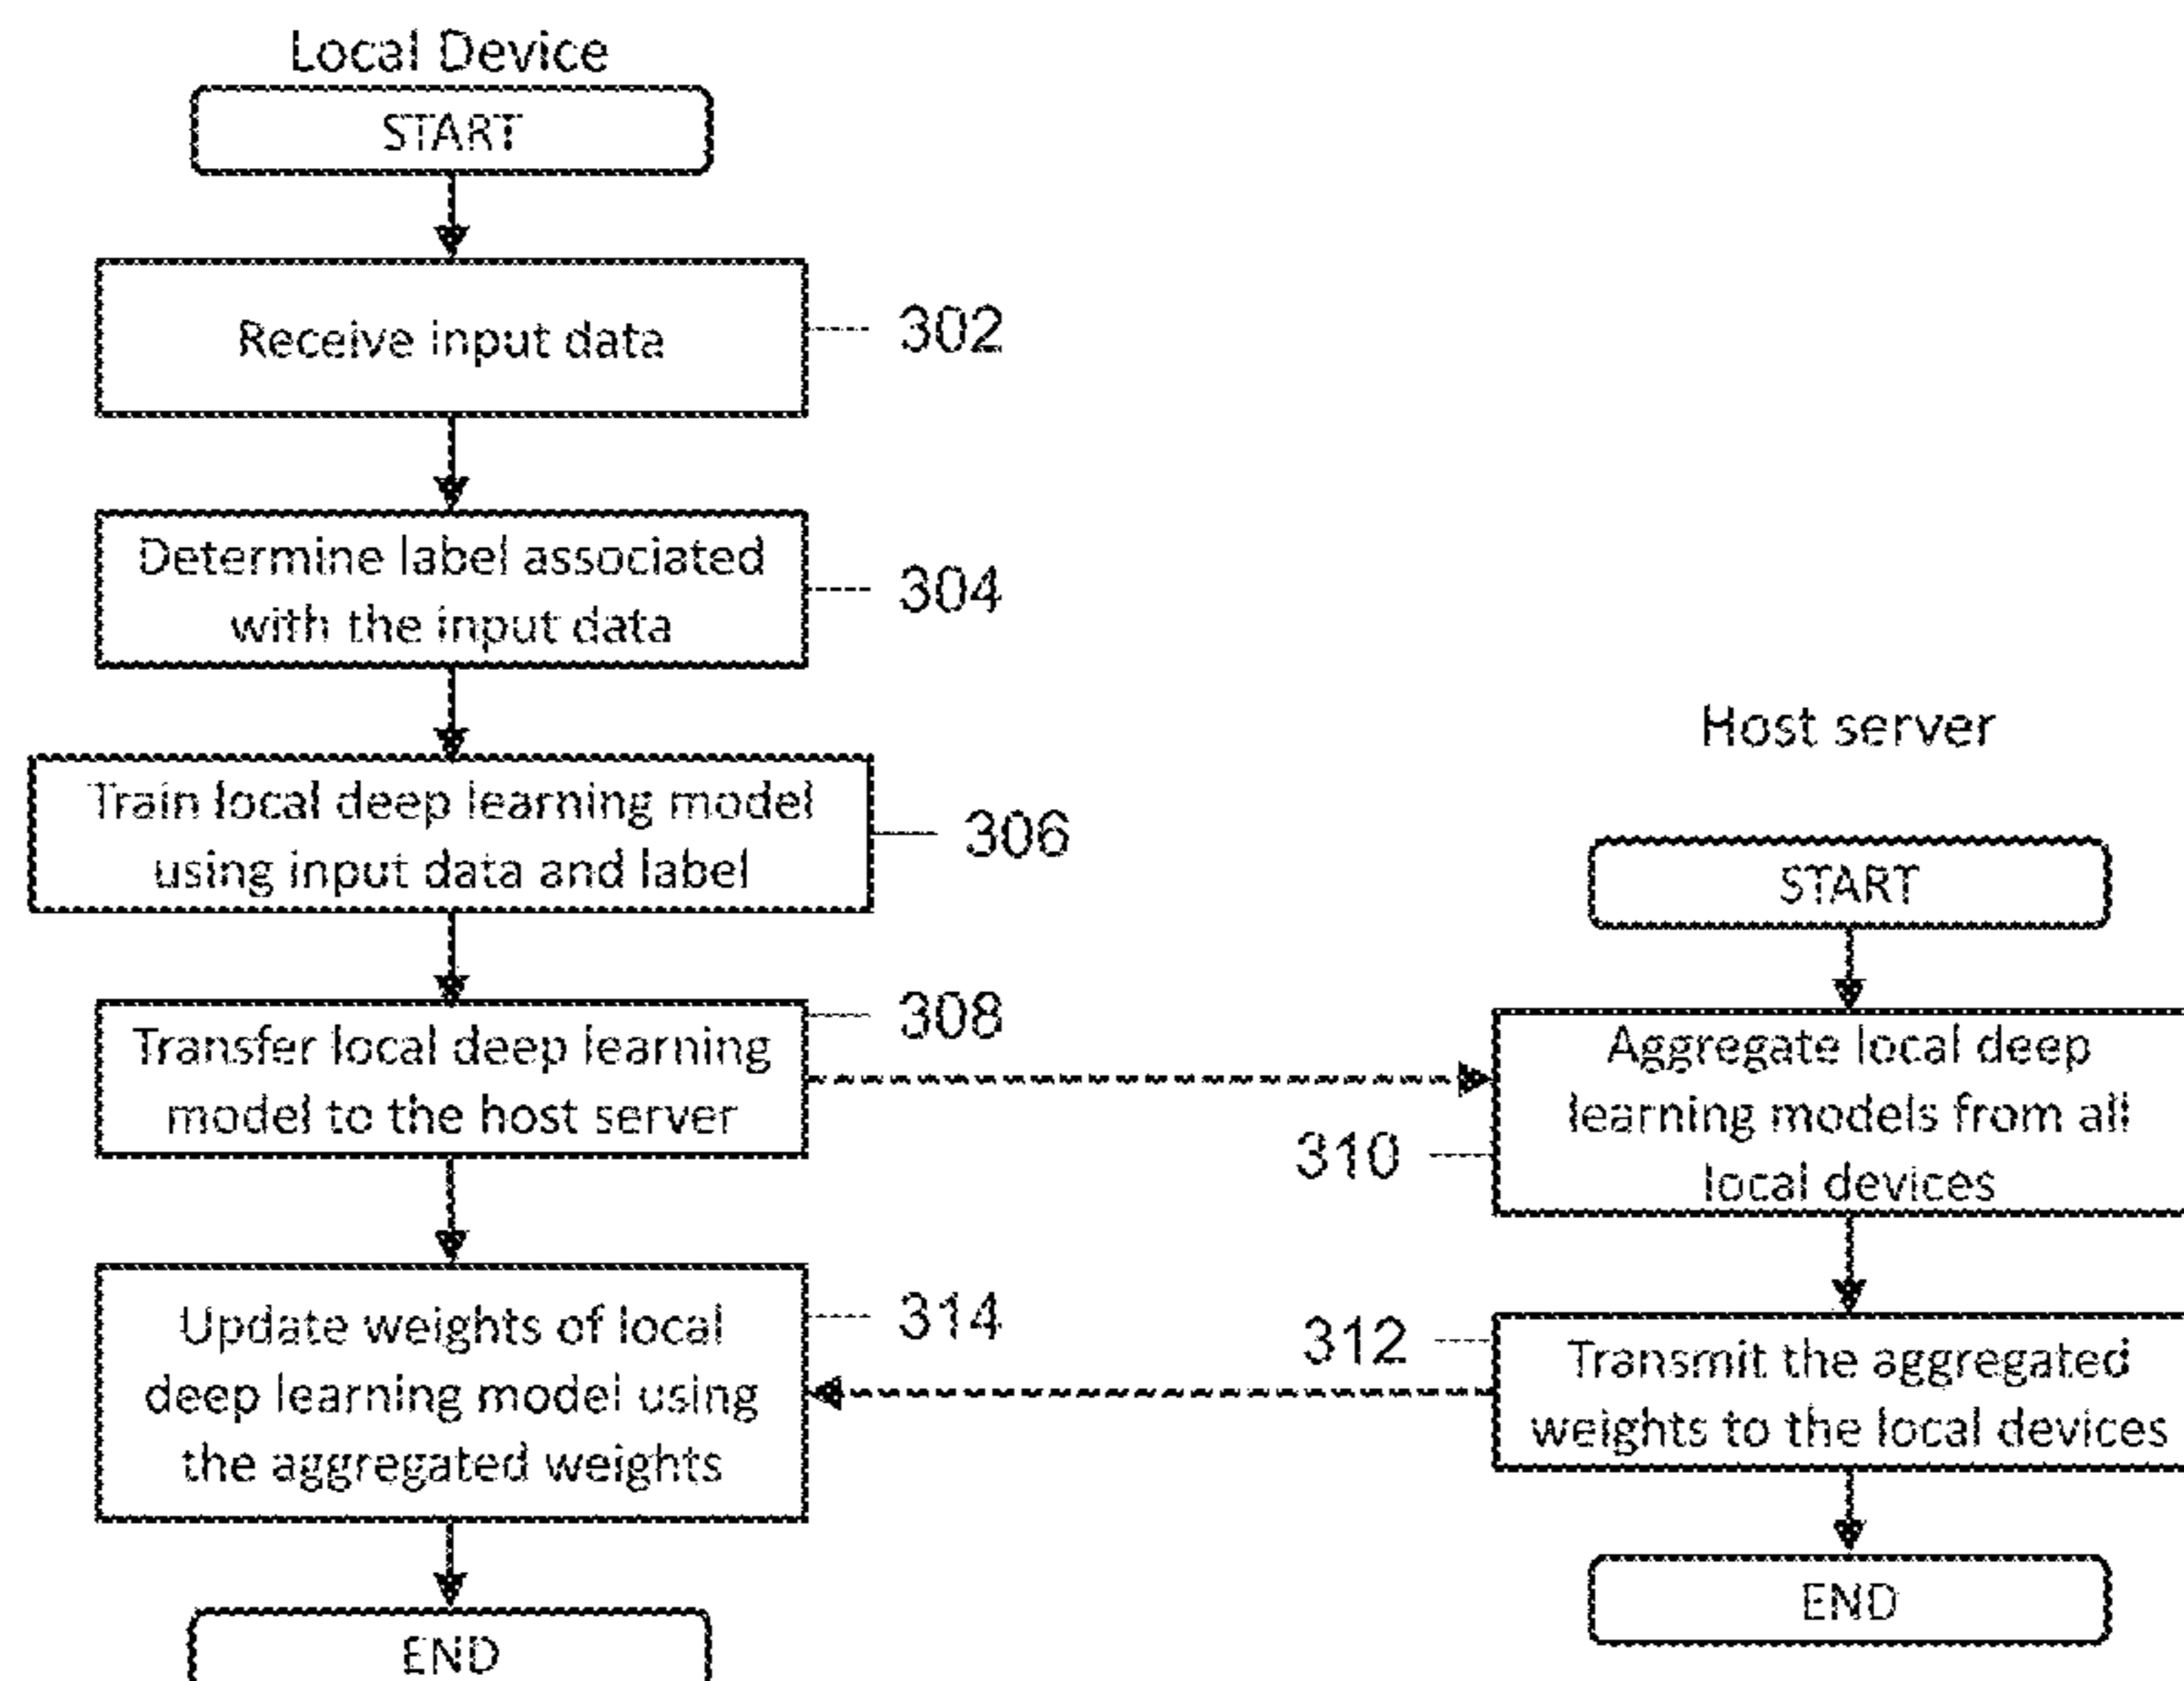 Local Device
START
Receive input data
302
Determine label associated
with the input data
304
Train local deep learning model
using input data and label
306
Transfer local deep learning
model to the host server
308
Update weights of local
deep learning model using
the aggregated weights
314
END
Host server
START
Aggregate local deep
learning models from all
local devices
310
Transmit the aggregated
weights to the local devices
312
END